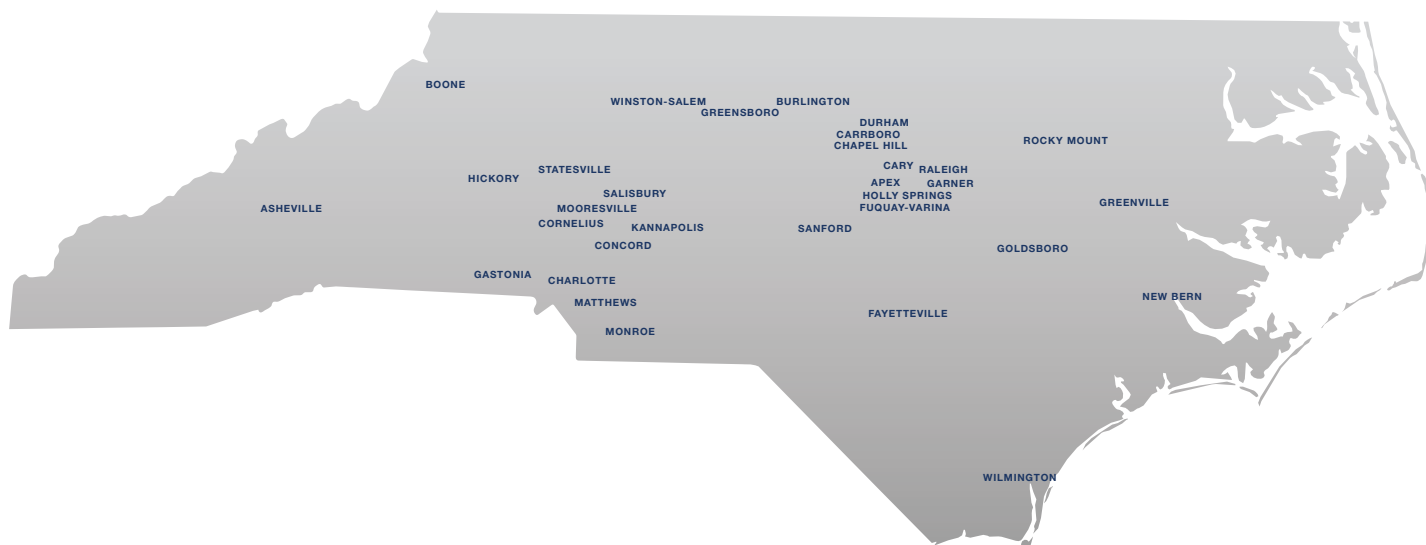 BOONE
WINSTON-SALEM
BURLINGTON
GREENSBORO
DURHAM
CARRBORO
CHAPEL HILL
ROCKY MOUNT
CARY
RALEIGH
STATESVILLE
HICKORY
APEX
GARNER
SALISBURY
HOLLY SPRINGS
GREENVILLE
ASHEVILLE
MOORESVILLE
FUQUAY-VARINA
CORNELIUS
KANNAPOLIS
SANFORD
CONCORD
GOLDSBORO
GASTONIA
CHARLOTTE
NEW BERN
MATTHEWS
FAYETTEVILLE
MONROE
WILMINGTON